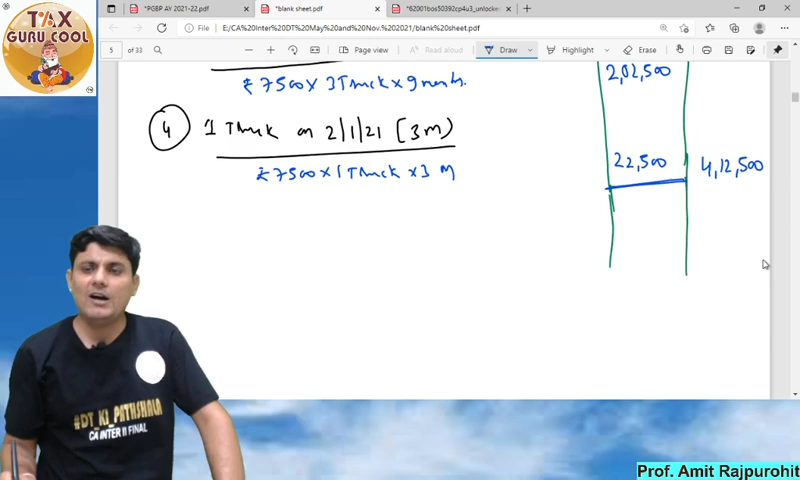 TAX
GURU COOL
*PGBP AY 2021-22.pdf
*blank sheet.pdf
62001bos50392cp4u3_unlocked
File
E:/CA%20Inter%20DT%20May%20and%20Nov.%202021/blank%20sheet.pdf
5 of 33
Page view
Draw
Highlight
Erase
₹7500 × 3 Truck × 9 months.
2,02,500
4 1 Truck on 2/1/21 [3m)
₹7500 × 1 Truck × 3 M
22,500 4,12,500
#DT_KI_PATHSHALA
CA INTER II FINAL
Prof. Amit Rajpurohit